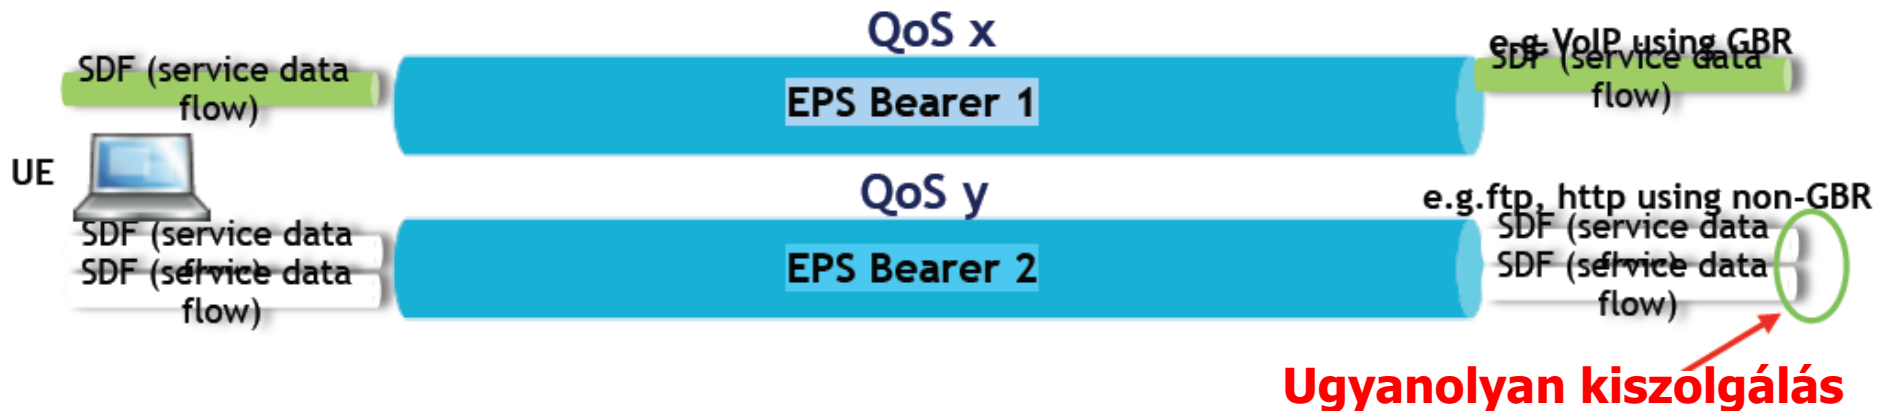 QoS x
SDF (service data
flow)
EPS Bearer 1
e.g.VoIP using GBR
SDF (service data
flow)
UE
QoS y
e.g.ftp, http using non-GBR
SDF (service data
flow)
SDF (service data
flow)
EPS Bearer 2
SDF (service data
flow)
SDF (service data
flow)
Ugyanolyan kiszolgálás